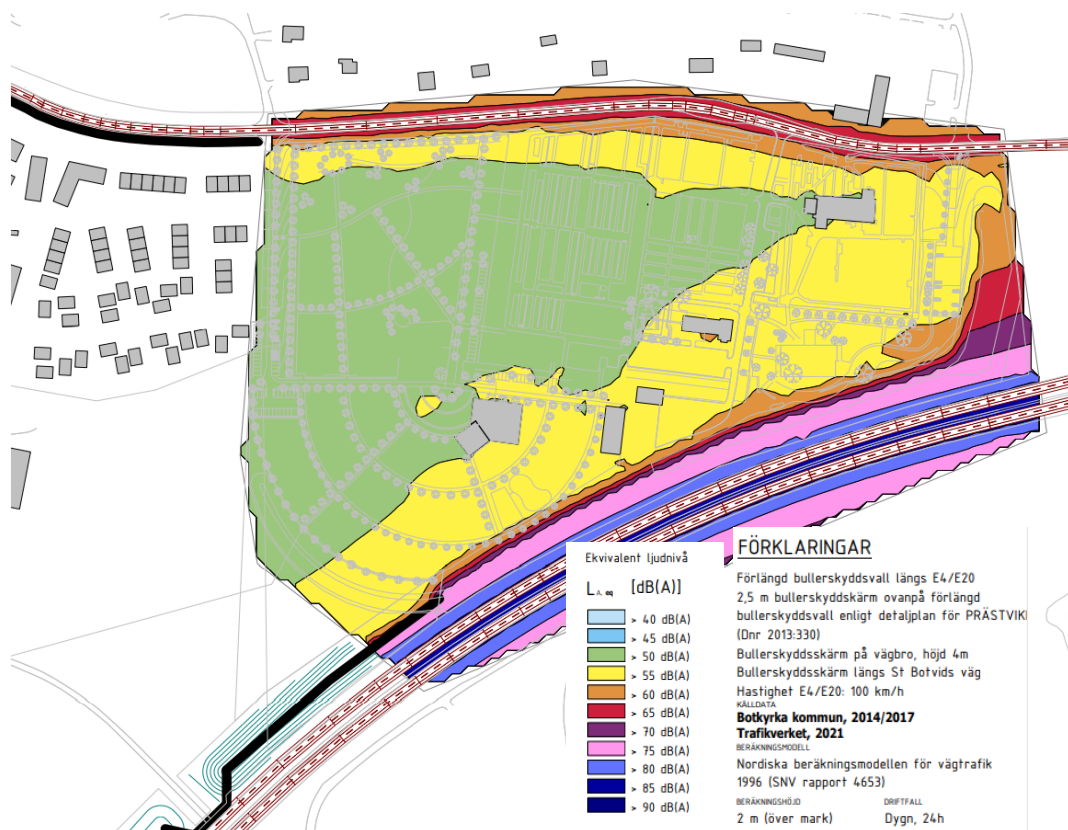 Ekvivalent ljudnivå
L A, eq [dB(A)]
> 40 dB(A)
> 45 dB(A)
> 50 dB(A)
> 55 dB(A)
> 60 dB(A)
> 65 dB(A)
> 70 dB(A)
> 75 dB(A)
> 80 dB(A)
> 85 dB(A)
> 90 dB(A)
FÖRKLARINGAR
Förlängd bullerskyddsvall längs E4/E20
2,5 m bullerskyddskärm ovanpå förlängd
bullerskyddsvall enligt detaljplan för PRÄSTVIKI
(Dnr 2013:330)
Bullerskyddsskärm på vägbro, höjd 4m
Bullerskyddsskärm längs St Botvids väg
Hastighet E4/E20: 100 km/h
KÄLLDATA
Botkyrka kommun, 2014/2017
Trafikverket, 2021
BERÄKNINGSMODELL
Nordiska beräkningsmodellen för vägtrafik
1996 (SNV rapport 4653)
BERÄKNINGSHÖJD
2 m (över mark)
DRIFTFALL
Dygn, 24h